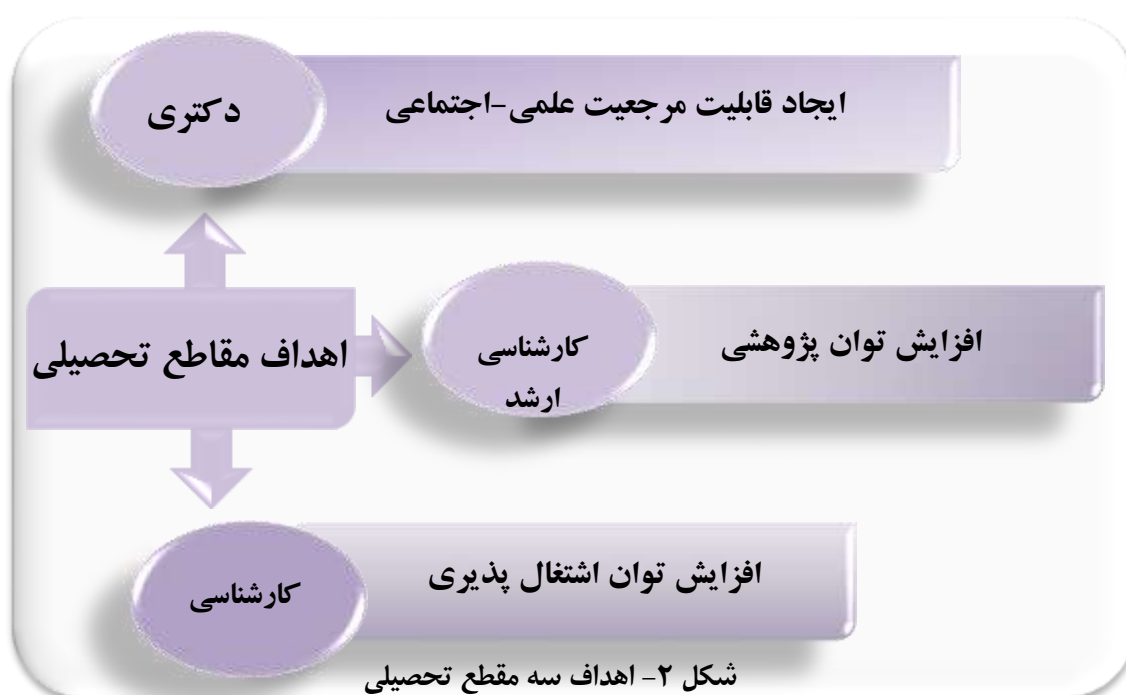 دکتری
ایجاد قابلیت مرجعیت علمی-اجتماعی
اهداف مقاطع تحصیلی
کارشناسی
ارشد
افزایش توان پژوهشی
کارشناسی
افزایش توان اشتغال پذیری
شکل ۲- اهداف سه مقطع تحصیلی